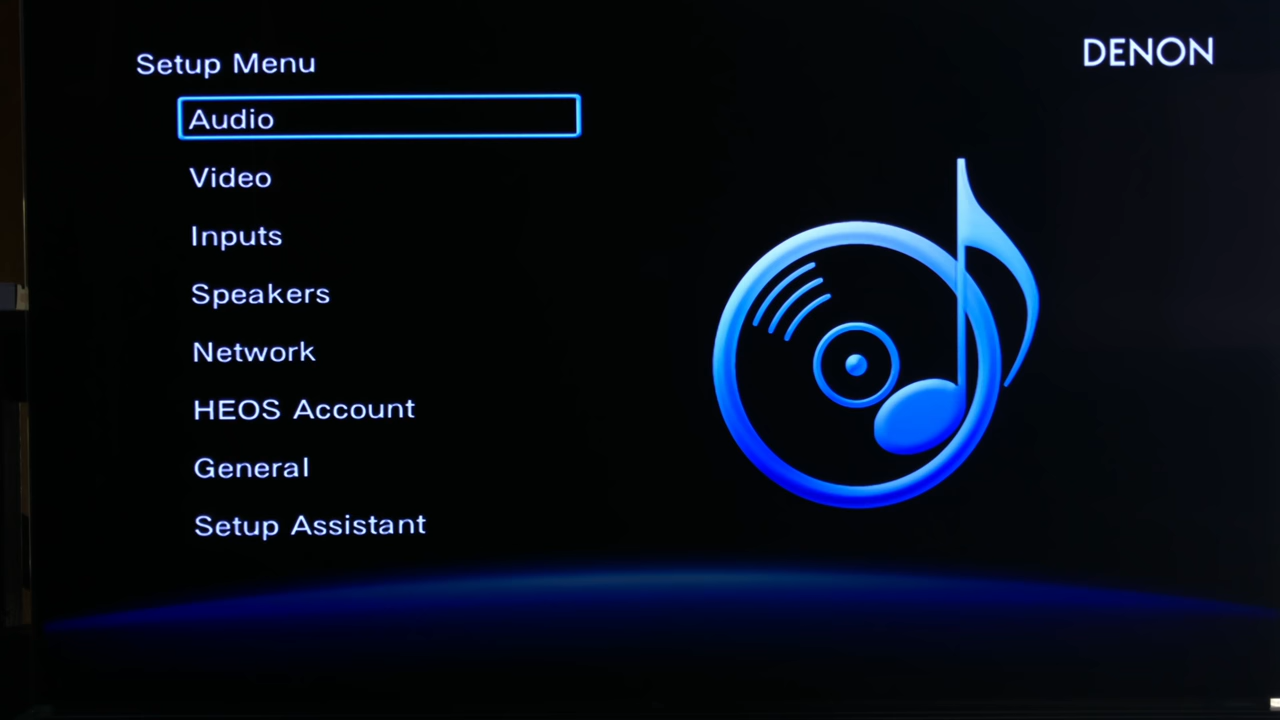 Setup Menu
DENON
Audio
Video
Inputs
Speakers
Network
HEOS Account
General
Setup Assistant